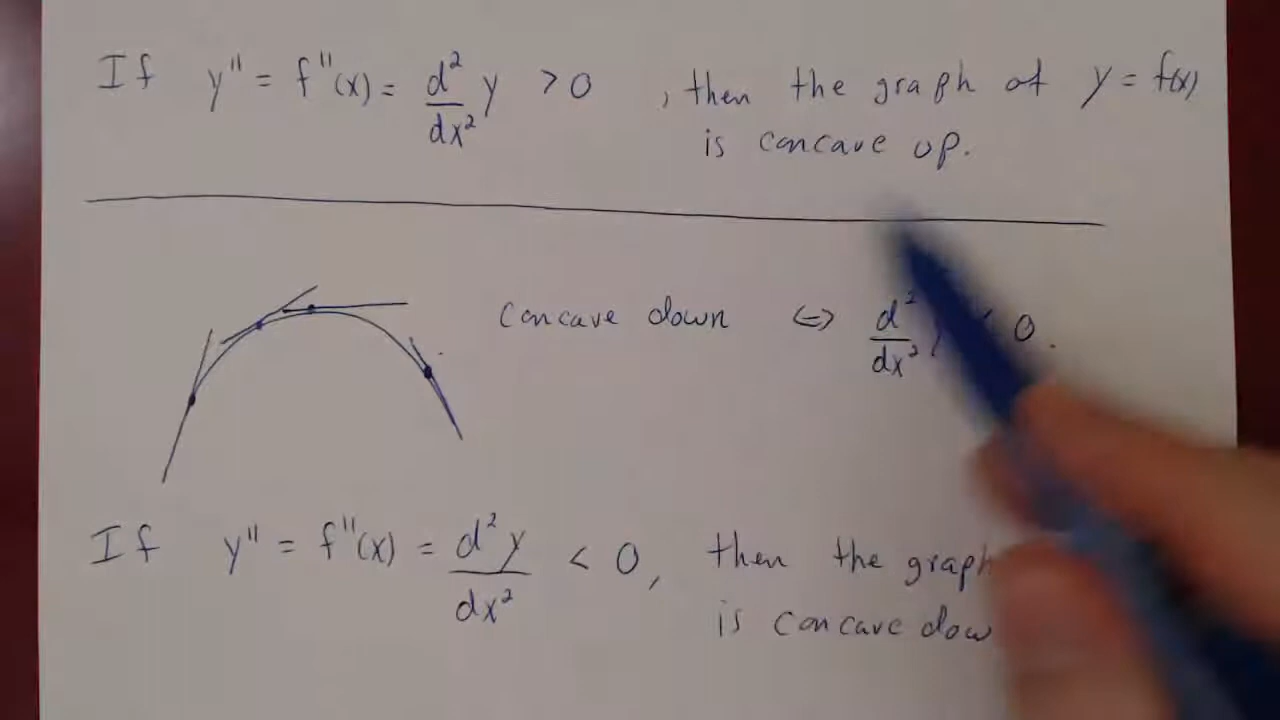 If y'' = f''(x) = d²/dx² y > 0 , then the graph of y = f(x)
is concave up.
concave down ⇔ d²/dx² < 0.
If y'' = f''(x) = d²y/dx² < 0, then the graph
is concave dow